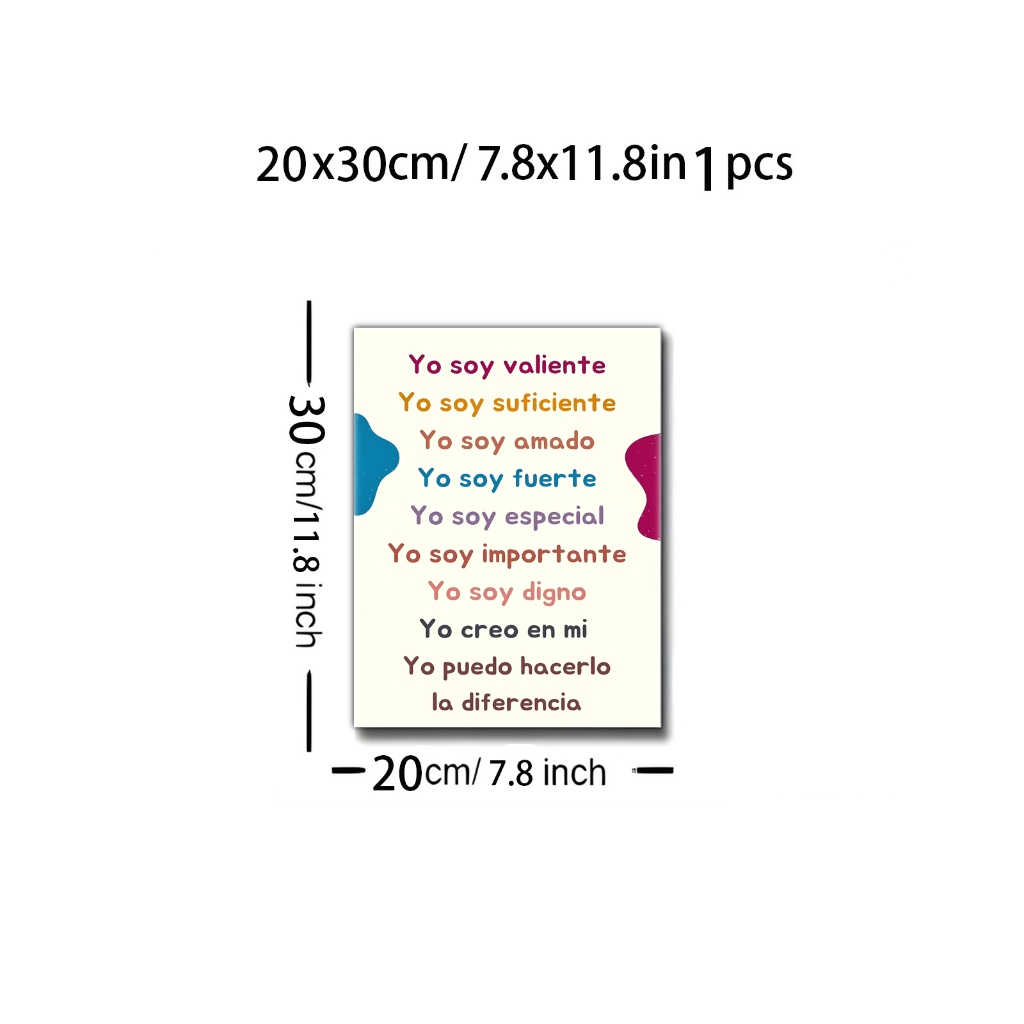 20x30cm/ 7.8x11.8in 1 pcs
Yo soy valiente
Yo soy suficiente
Yo soy amado
Yo soy fuerte
Yo soy especial
Yo soy importante
Yo soy digno
Yo creo en mi
Yo puedo hacerlo
la diferencia
30 cm/11.8 inch
20cm/ 7.8 inch